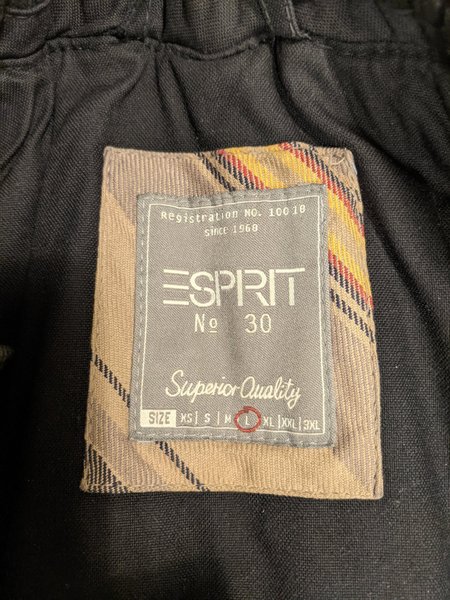 Registration NO. 10010
since 1968
ESPRIT
No 30
Superior Quality
SIZE XS | S | M | L | XL | XXL | 3XL